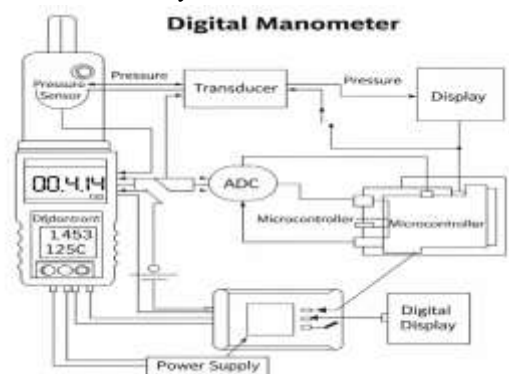 Digital Manometer
Pressure
Sensor
Pressure
Transducer
Pressure
Display
00.4.14
ADC
Microcontroller
Microcontroller
1453
125C
Digital
Display
Power Supply